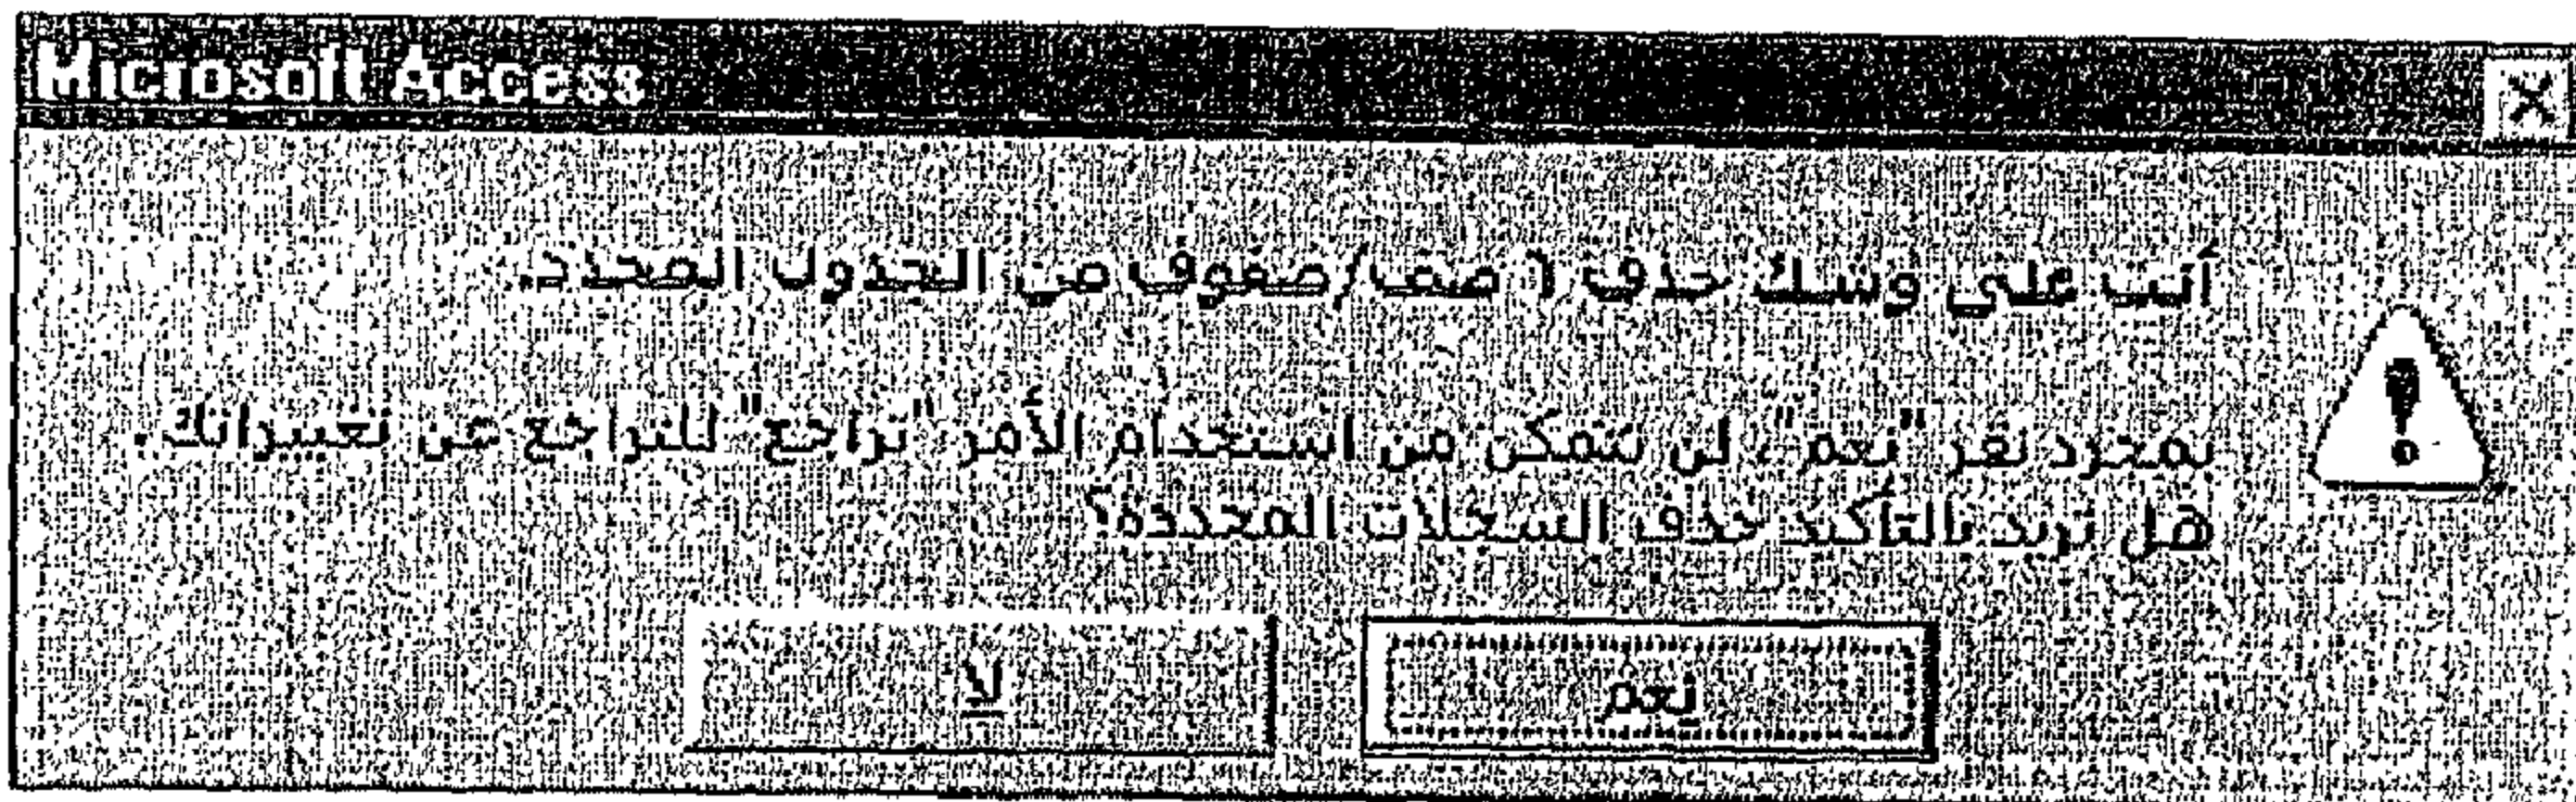 Microsoft Access
أنت على وشك حذف 1 صف/صفوف من الجدول المحدد.
بمجرد نقر "نعم"، لن تتمكن من استخدام الأمر "تراجع" للتراجع عن تغييراتك.
هل تريد بالتأكيد حذف السجلات المحددة؟
نعم
لا